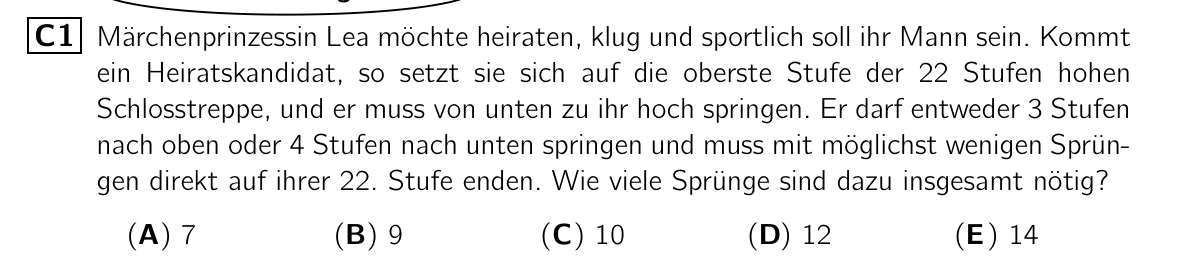 C1 Märchenprinzessin Lea möchte heiraten, klug und sportlich soll ihr Mann sein. Kommt
ein Heiratskandidat, so setzt sie sich auf die oberste Stufe der 22 Stufen hohen
Schlosstreppe, und er muss von unten zu ihr hoch springen. Er darf entweder 3 Stufen
nach oben oder 4 Stufen nach unten springen und muss mit möglichst wenigen Sprün-
gen direkt auf ihrer 22. Stufe enden. Wie viele Sprünge sind dazu insgesamt nötig?
(A) 7 (B) 9 (C) 10 (D) 12 (E) 14